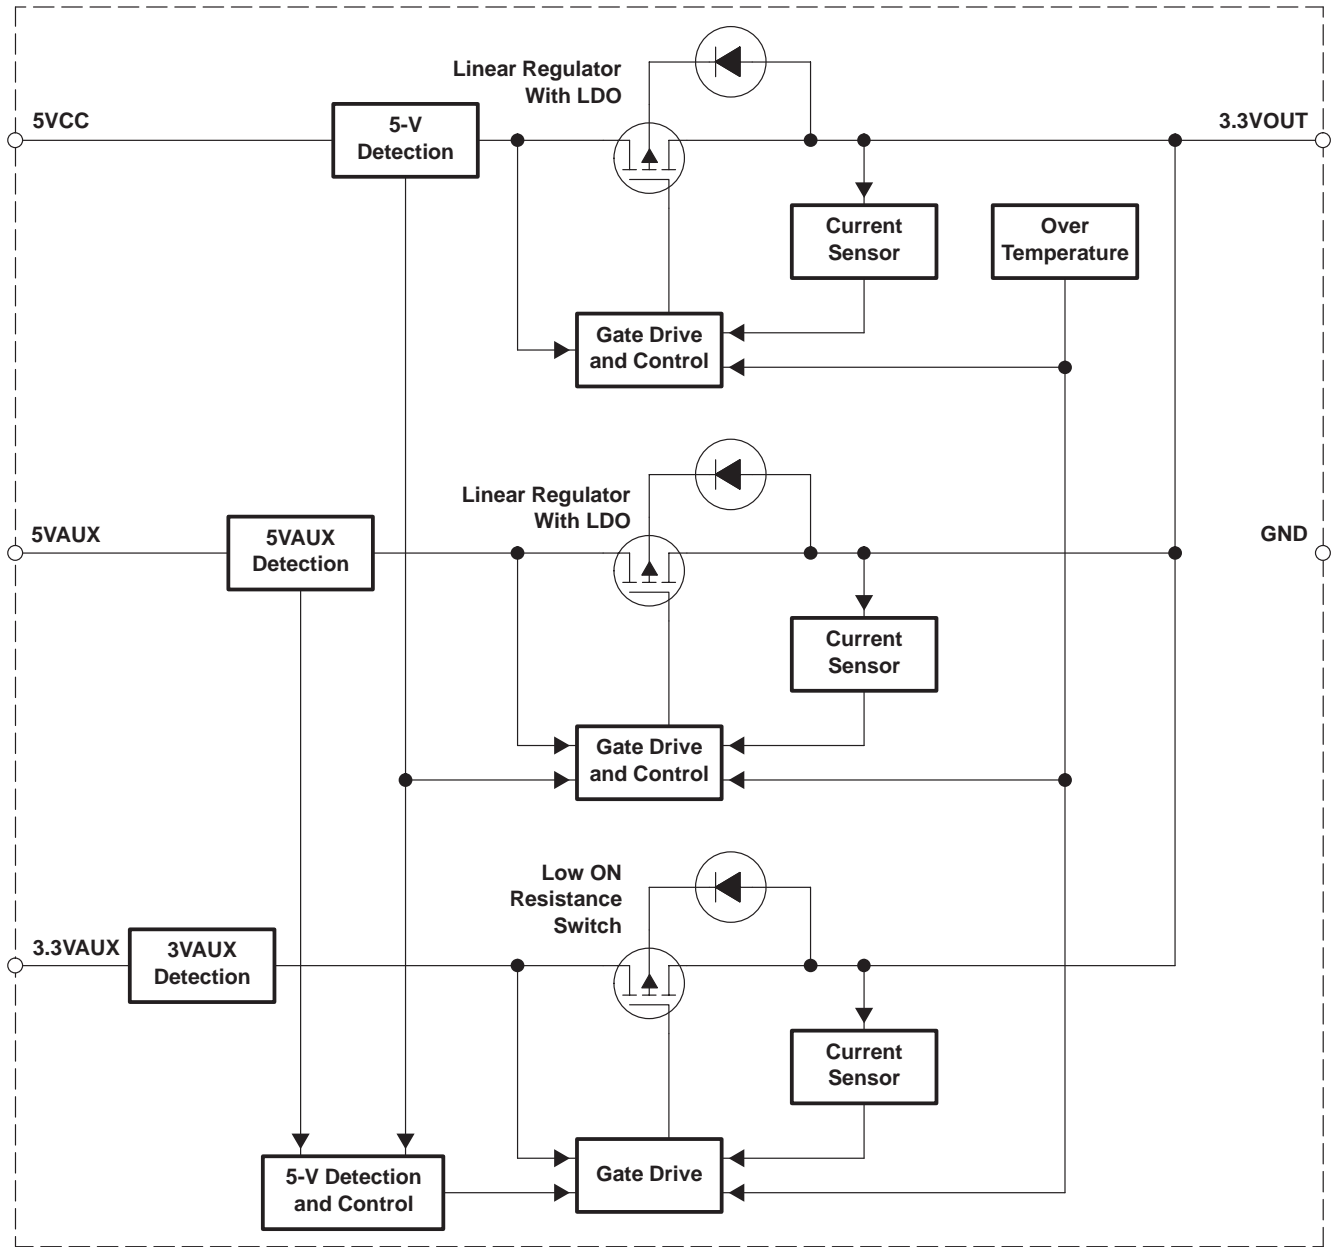 Linear Regulator
With LDO
5VCC
5-V
Detection
3.3VOUT
Current
Sensor
Over
Temperature
Gate Drive
and Control
Linear Regulator
With LDO
5VAUX
5VAUX
Detection
GND
Current
Sensor
Gate Drive
and Control
Low ON
Resistance
Switch
3.3VAUX
3VAUX
Detection
Current
Sensor
5-V Detection
and Control
Gate Drive